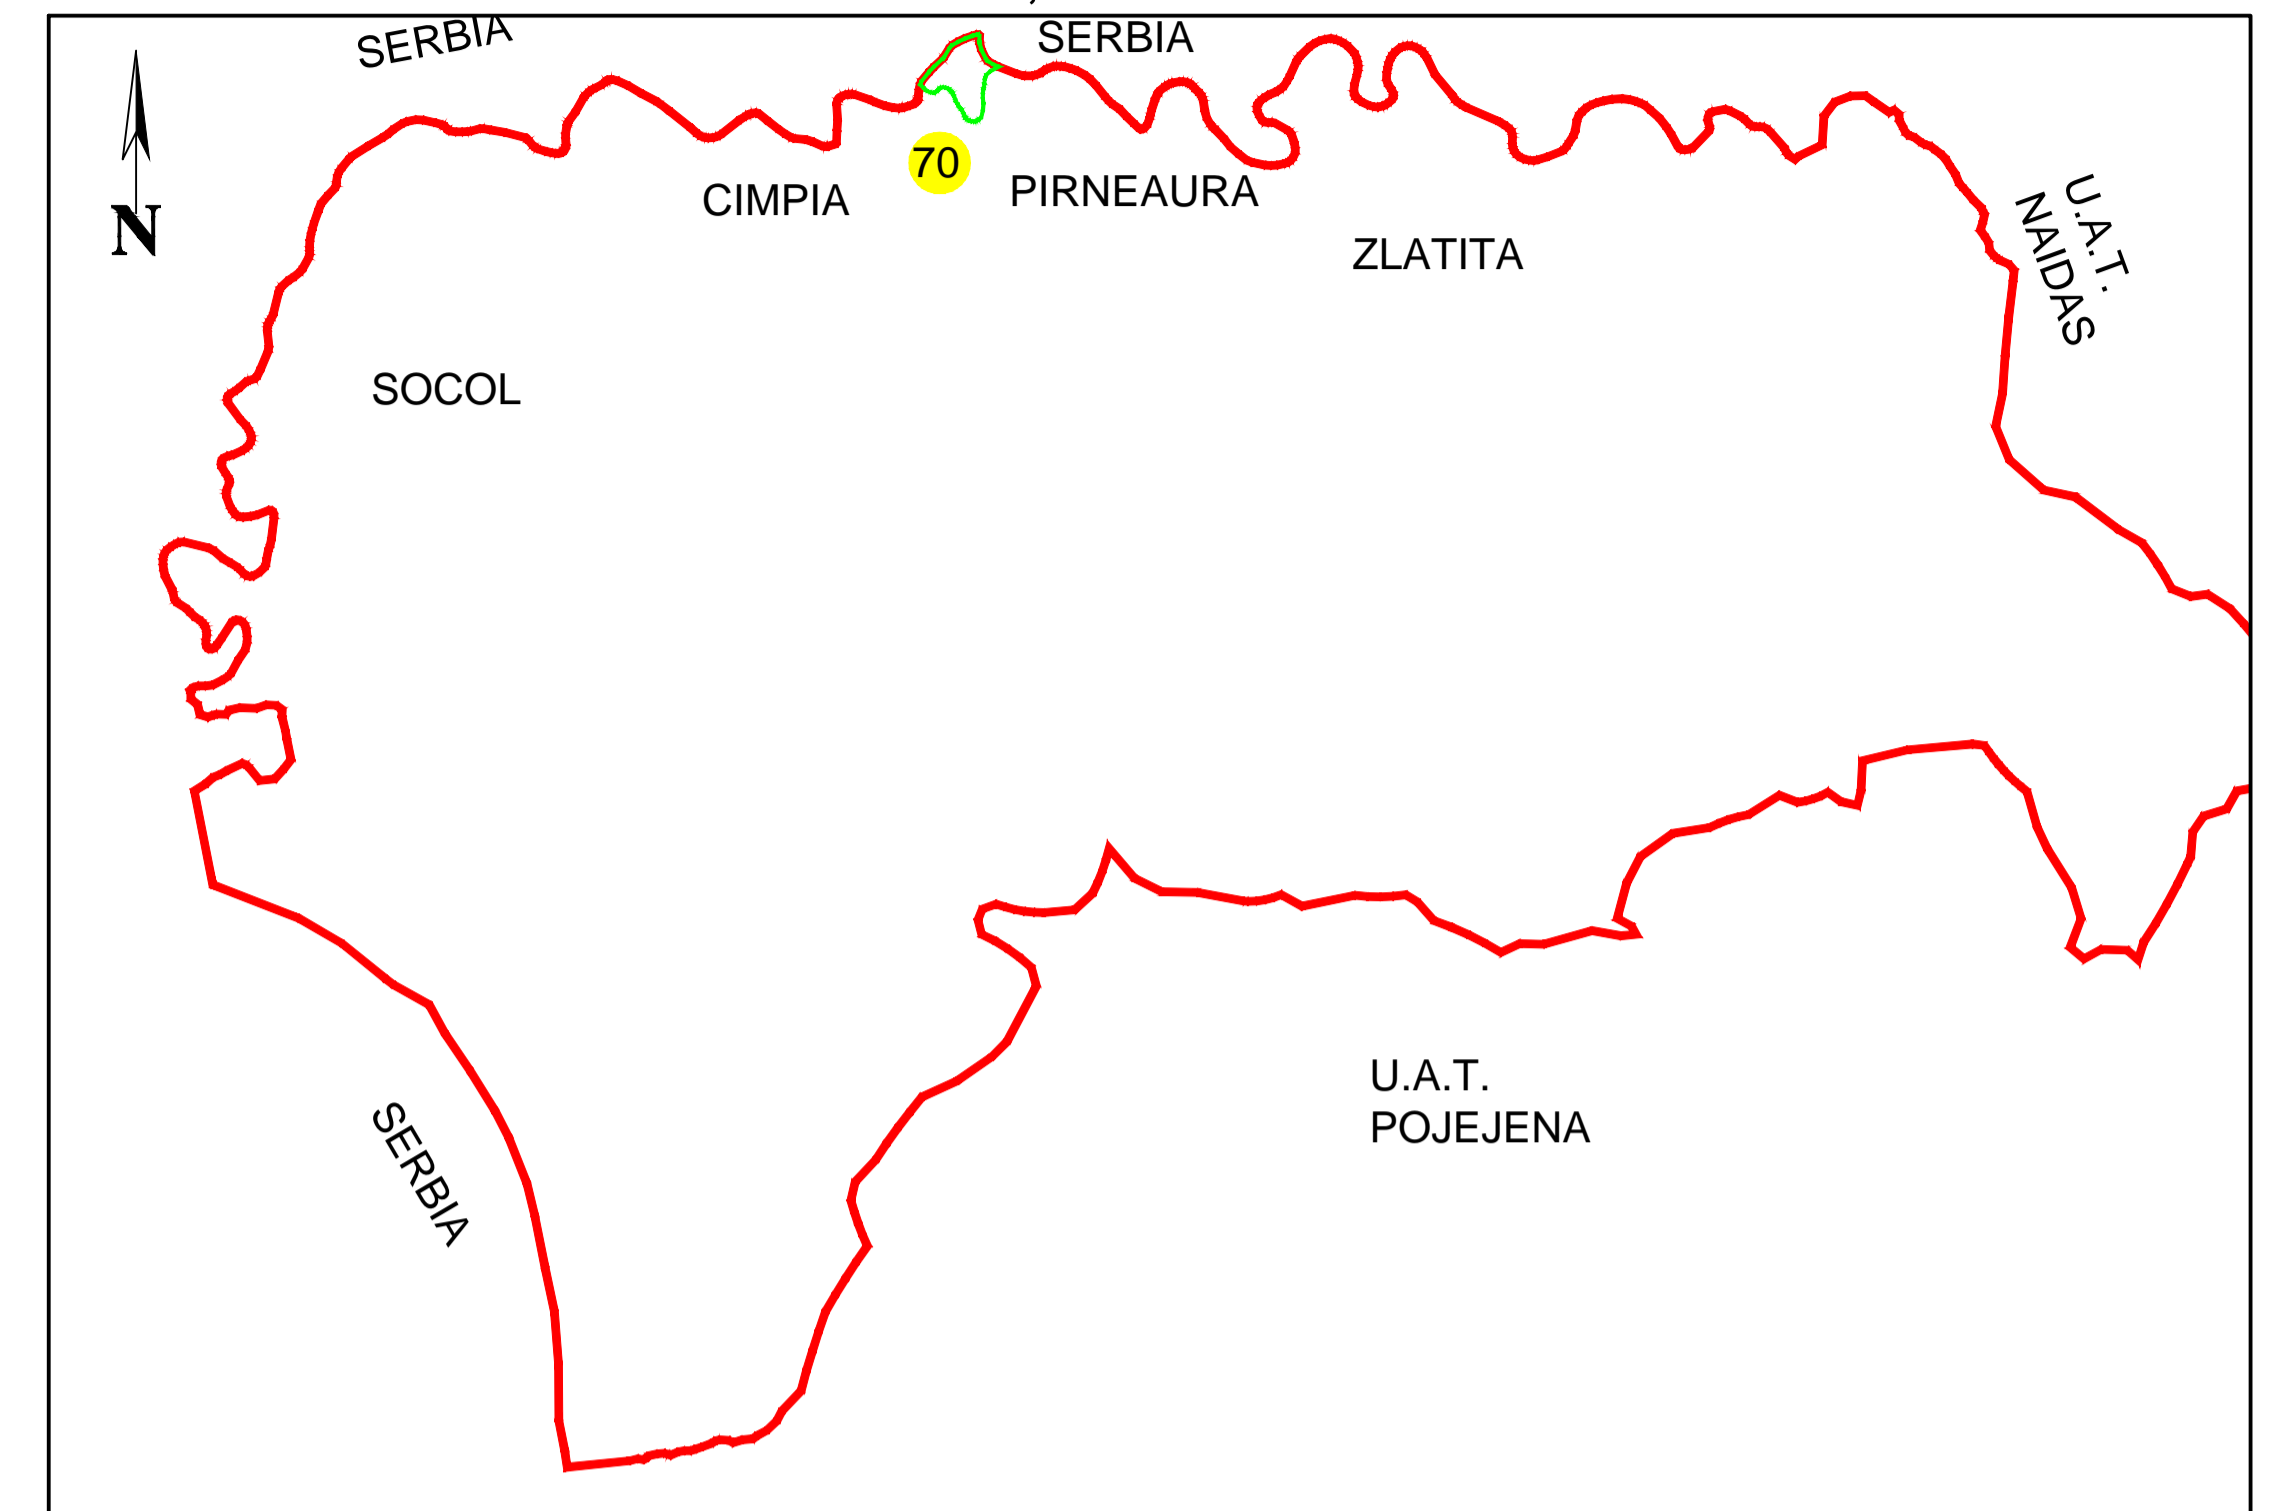 SERBIA
SERBIA
70
CIMPIA
PIRNEAURA
ZLATITA
U.A.T.
NAIDAS
N
SOCOL
U.A.T.
POJEJENA
SERBIA